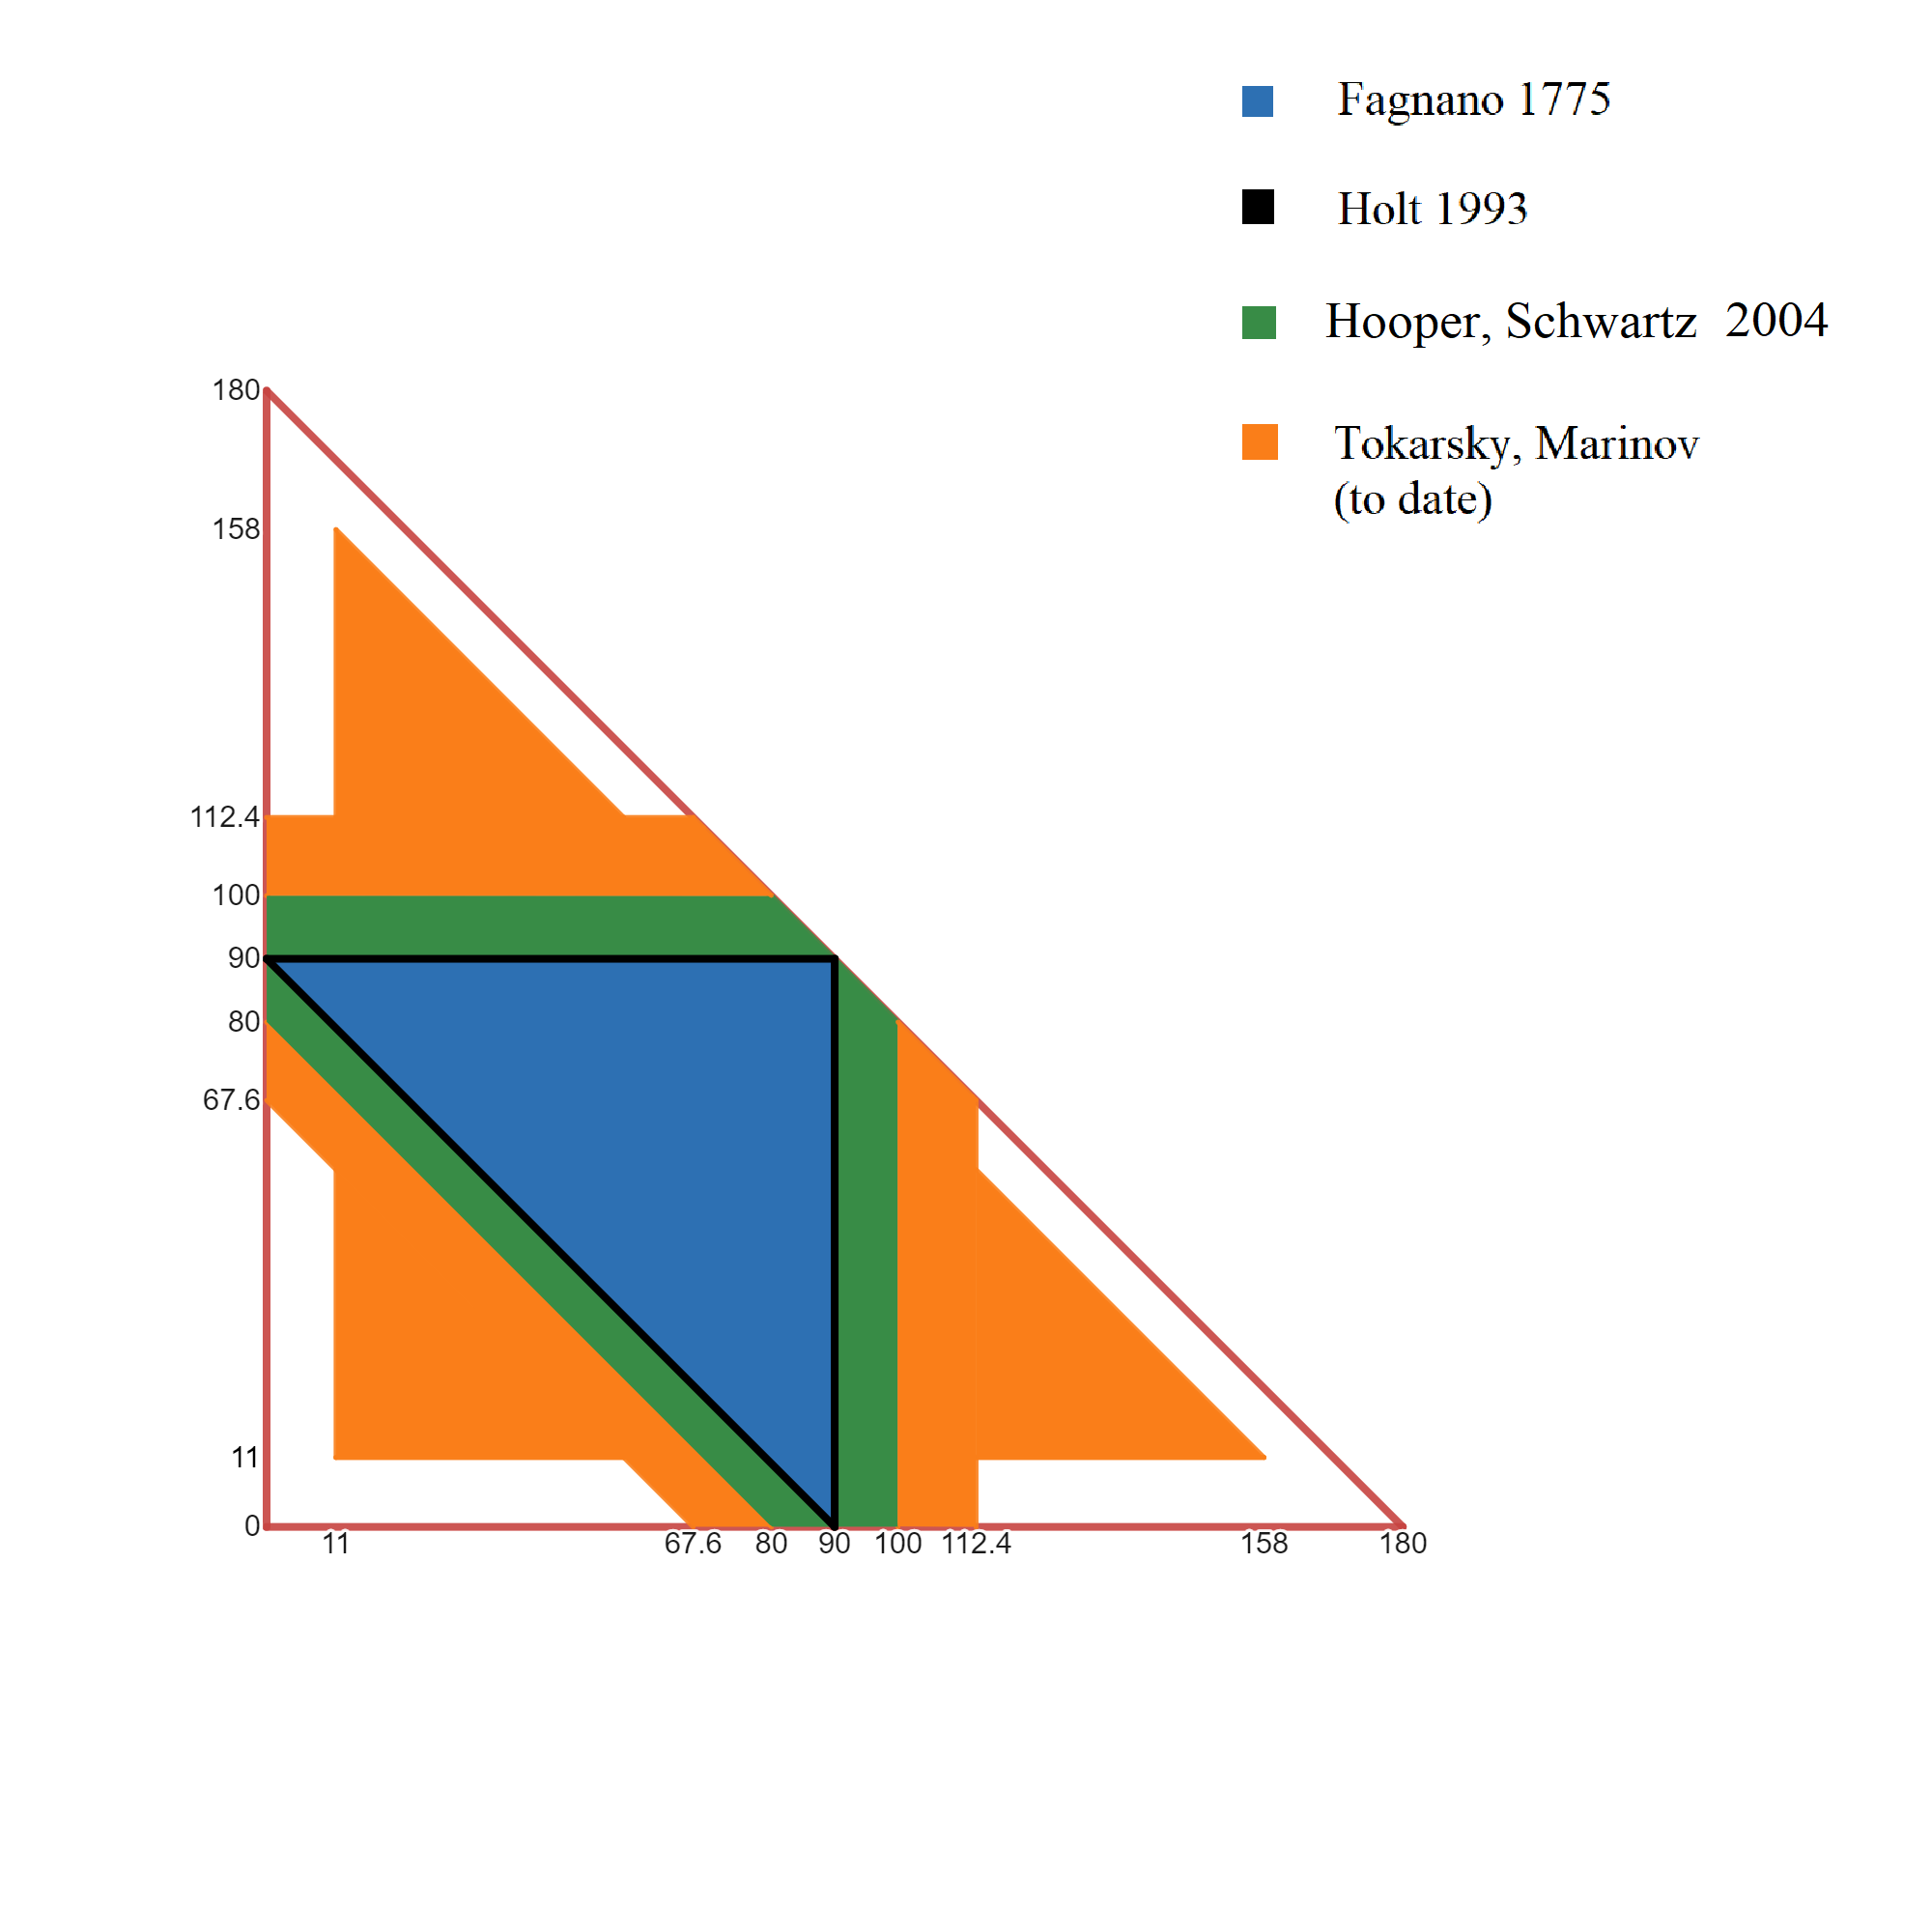 Fagnano 1775
Holt 1993
Hooper, Schwartz  2004
Tokarsky, Marinov
(to date)
180
158
112.4
100
90
80
67.6
11
0
11 67.6 80 90 100 112.4 158 180